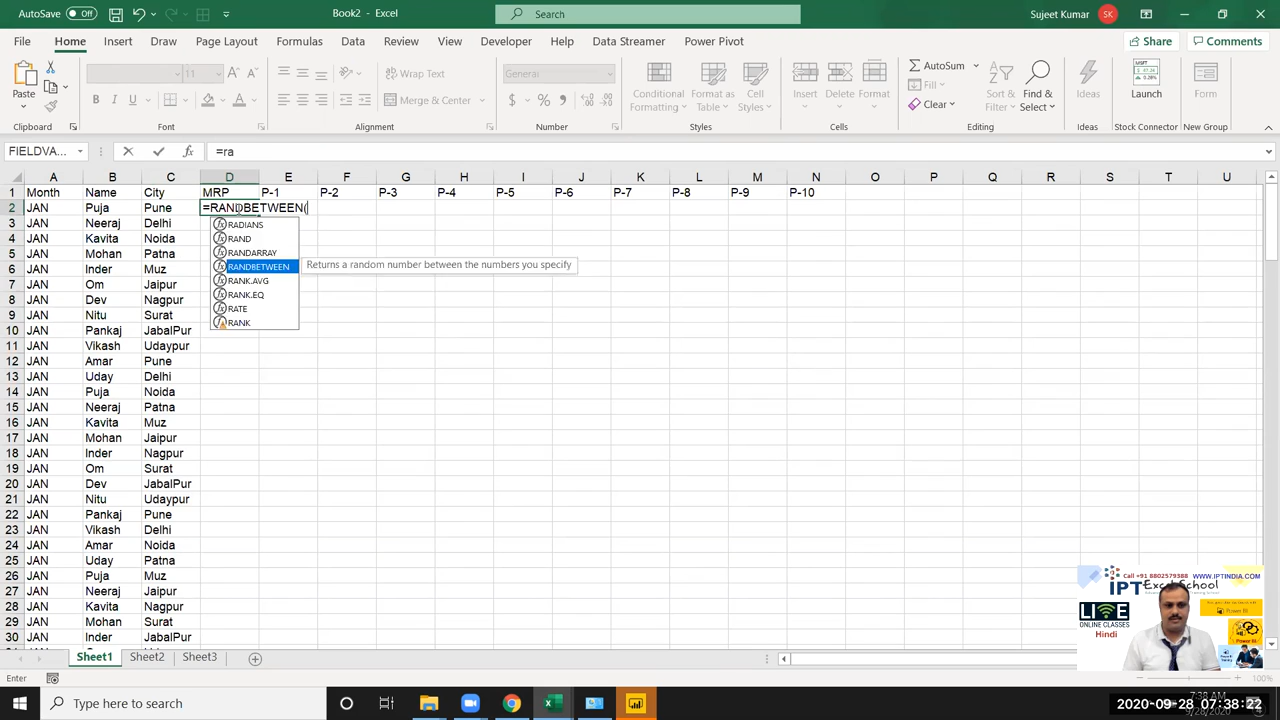 AutoSave Off Book2 - Excel Search Sujeet Kumar SK
File Home Insert Draw Page Layout Formulas Data Review View Developer Help Data Streamer Power Pivot Share Comments
Paste 11 Wrap Text General Conditional Formatting Format as Table Cell Styles Insert Delete Format AutoSum Fill Clear Sort & Filter Find & Select Ideas Launch Form
B I U Merge & Center $ %
Clipboard Font Alignment Number Styles Cells Editing Ideas Stock Connector New Group
FIELDVA... =ra
A B C D E F G H I J K L M N O P Q R S T U
1 Month Name City MRP P-1 P-2 P-3 P-4 P-5 P-6 P-7 P-8 P-9 P-10
2 JAN Puja Pune =RANDBETWEEN(
3 JAN Neeraj Delhi RADIANS
4 JAN Kavita Noida RAND
5 JAN Mohan Patna RANDARRAY
6 JAN Inder Muz RANDBETWEEN Returns a random number between the numbers you specify
7 JAN Om Jaipur RANK.AVG
8 JAN Dev Nagpur RANK.EQ
9 JAN Nitu Surat RATE
10 JAN Pankaj JabalPur RANK
11 JAN Vikash Udaypur
12 JAN Amar Pune
13 JAN Uday Delhi
14 JAN Puja Noida
15 JAN Neeraj Patna
16 JAN Kavita Muz
17 JAN Mohan Jaipur
18 JAN Inder Nagpur
19 JAN Om Surat
20 JAN Dev JabalPur
21 JAN Nitu Udaypur
22 JAN Pankaj Pune
23 JAN Vikash Delhi
24 JAN Amar Noida
25 JAN Uday Patna
26 JAN Puja Muz
27 JAN Neeraj Jaipur
28 JAN Kavita Nagpur
29 JAN Mohan Surat
30 JAN Inder JabalPur
Call +91 8802579388 WWW.IPTINDIA.COM
IPT Excel School
LIVE
ONLINE CLASSES
Hindi
Sheet1 Sheet2 Sheet3
Enter 100%
Type here to search 7:38 AM
2020-09-28 07:38:22